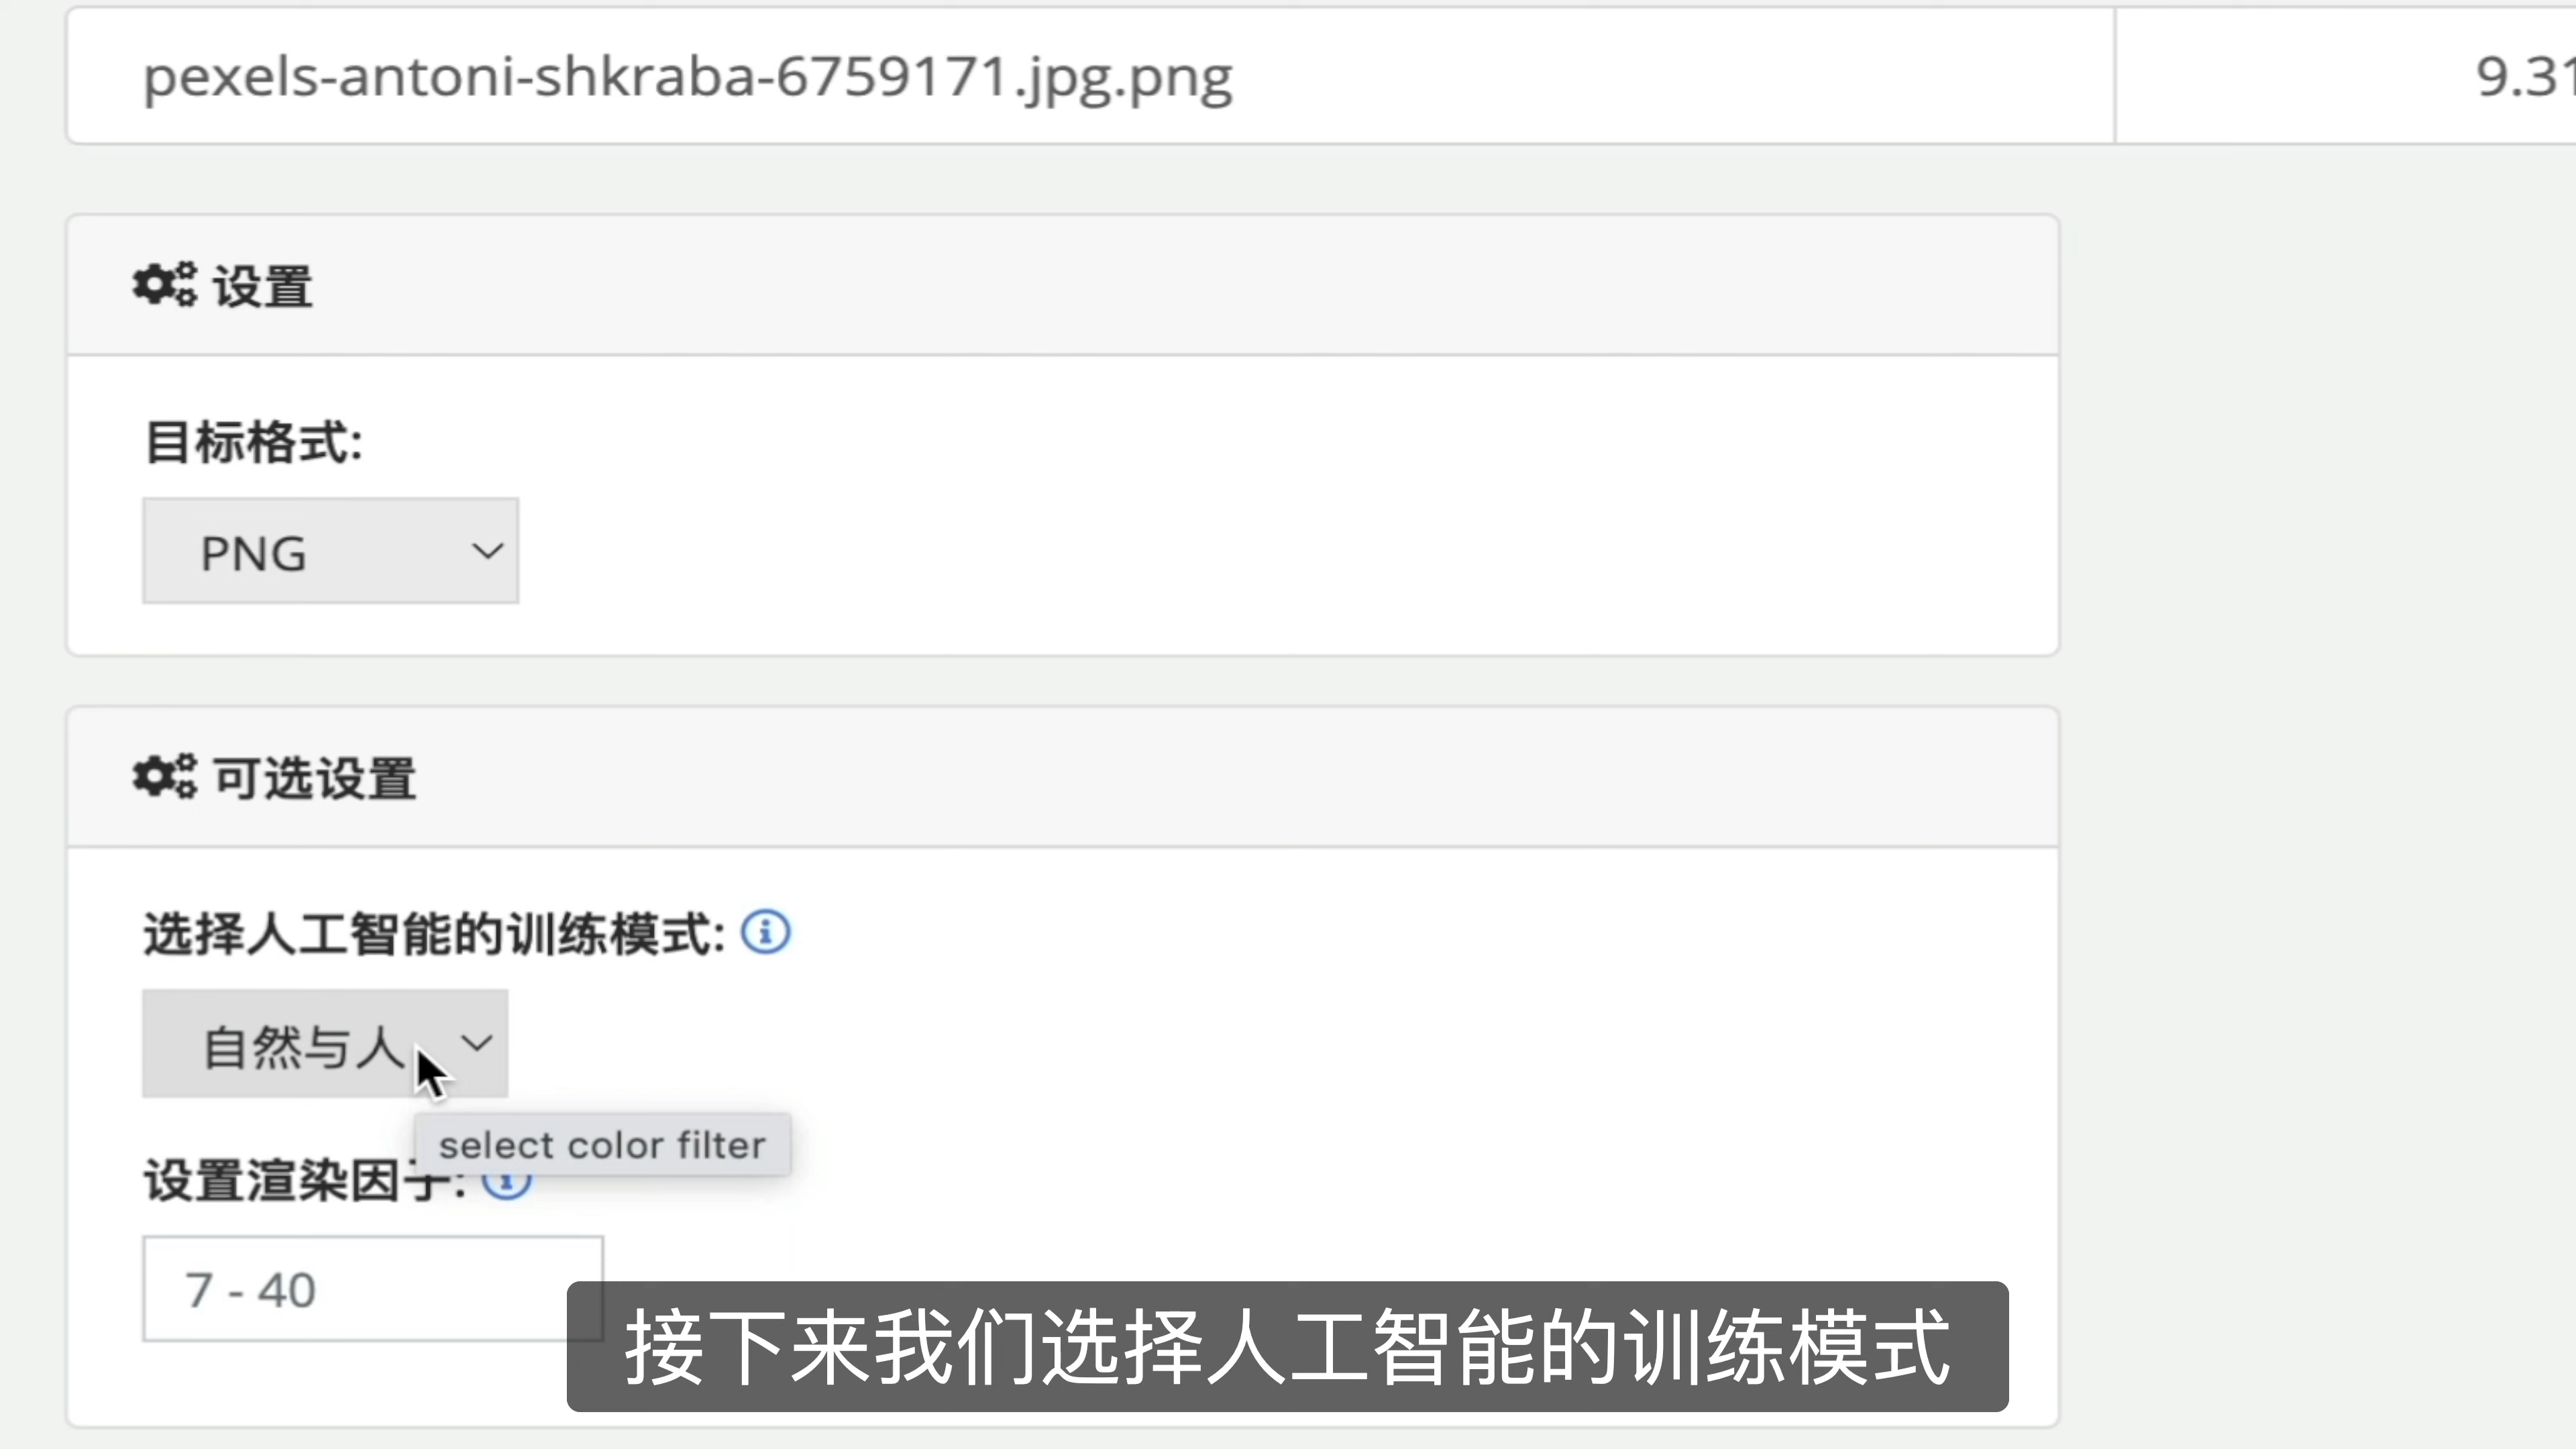 pexels-antoni-shkraba-6759171.jpg.png
9.31
设置
目标格式:
PNG
可选设置
选择人工智能的训练模式:
自然与人
select color filter
设置渲染因子:
7 - 40
接下来我们选择人工智能的训练模式